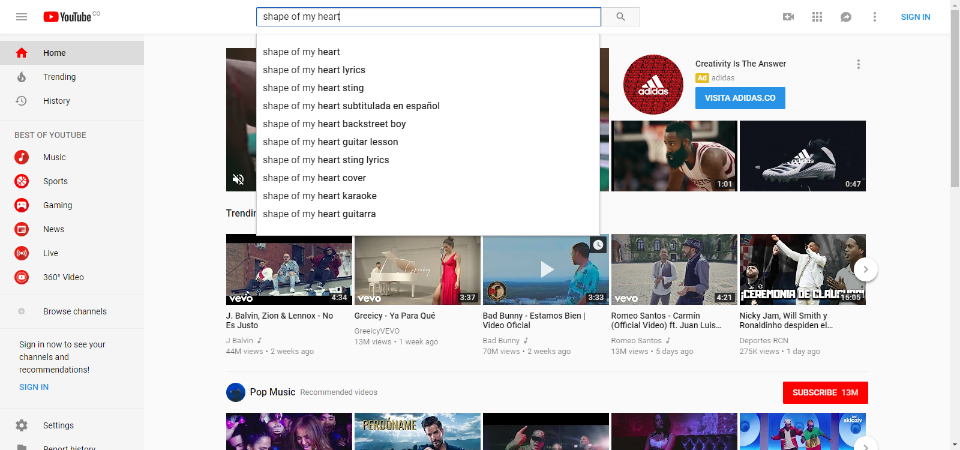 YouTube CO
shape of my heart
SIGN IN
shape of my heart
shape of my heart lyrics
shape of my heart sting
shape of my heart subtitulada en español
shape of my heart backstreet boy
shape of my heart guitar lesson
shape of my heart sting lyrics
shape of my heart cover
shape of my heart karaoke
shape of my heart guitarra
Home
Trending
History
BEST OF YOUTUBE
Music
Sports
Gaming
News
Live
360° Video
Browse channels
Sign in now to see your
channels and
recommendations!
SIGN IN
Settings
Report history
adidas
Creativity Is The Answer
Ad adidas
VISITA ADIDAS.CO
1:01
adidas
0:47
Trendin
vevo
4:34
J. Balvin, Zion & Lennox - No
Es Justo
J Balvin
44M views • 2 weeks ago
Greeicy
vevo
3:37
Greeicy - Ya Para Qué
GreeicyVEVO
13M views • 1 week ago
3:33
Bad Bunny - Estamos Bien |
Video Oficial
Bad Bunny
70M views • 2 weeks ago
vevo
4:21
Romeo Santos - Carmín
(Official Video) ft. Juan Luis...
Romeo Santos
13M views • 5 days ago
¡CEREMONIA DE CLAUSURA!
15:05
Nicky Jam, Will Smith y
Ronaldinho despiden el...
Deportes RCN
275K views • 1 day ago
Pop Music Recommended videos
SUBSCRIBE 13M
PERDÓNAME